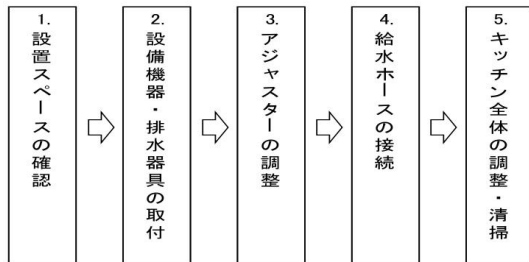 1.設置スペースの確認
2.設備機器・排水器具の取付
3.アジャスターの調整
4.給水ホースの接続
5.キッチン全体の調整・清掃